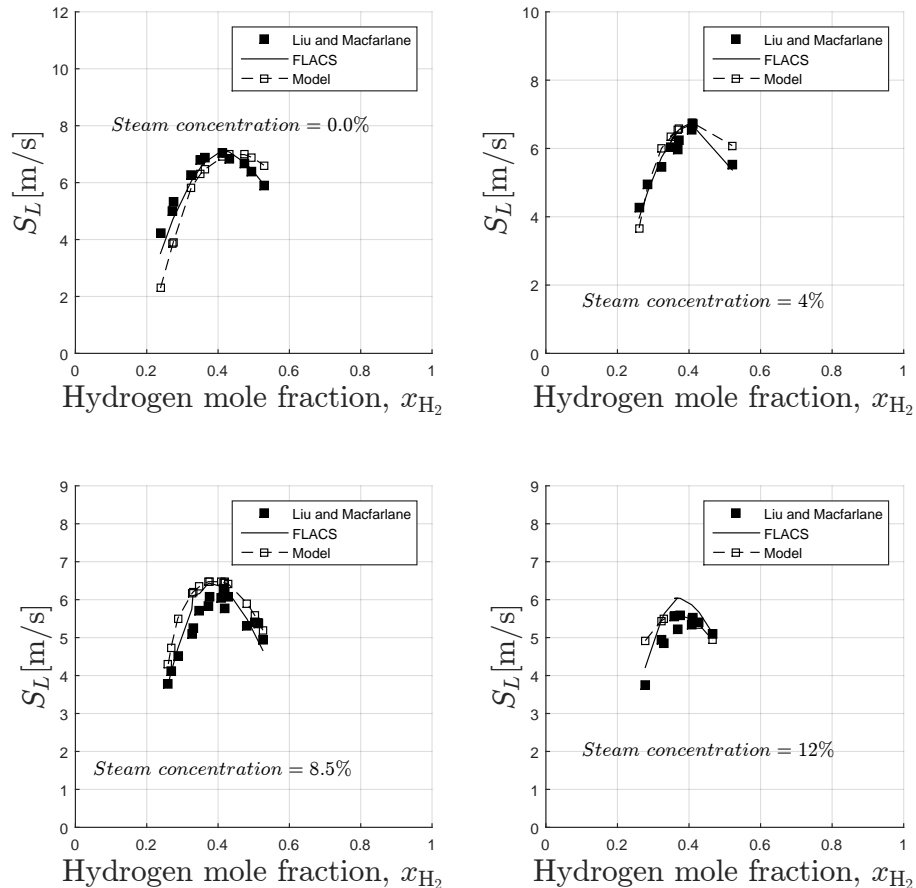 12
10
8
6
4
2
0
S_L [m/s]
Liu and Macfarlane
FLACS
Model
Steam concentration = 0.0%
0 0.2 0.4 0.6 0.8 1
Hydrogen mole fraction, x_H₂
10
8
6
4
2
0
S_L [m/s]
Liu and Macfarlane
FLACS
Model
Steam concentration = 4%
0 0.2 0.4 0.6 0.8 1
Hydrogen mole fraction, x_H₂
9
8
7
6
5
4
3
2
1
0
S_L [m/s]
Liu and Macfarlane
FLACS
Model
Steam concentration = 8.5%
0 0.2 0.4 0.6 0.8 1
Hydrogen mole fraction, x_H₂
9
8
7
6
5
4
3
2
1
0
S_L [m/s]
Liu and Macfarlane
FLACS
Model
Steam concentration = 12%
0 0.2 0.4 0.6 0.8 1
Hydrogen mole fraction, x_H₂